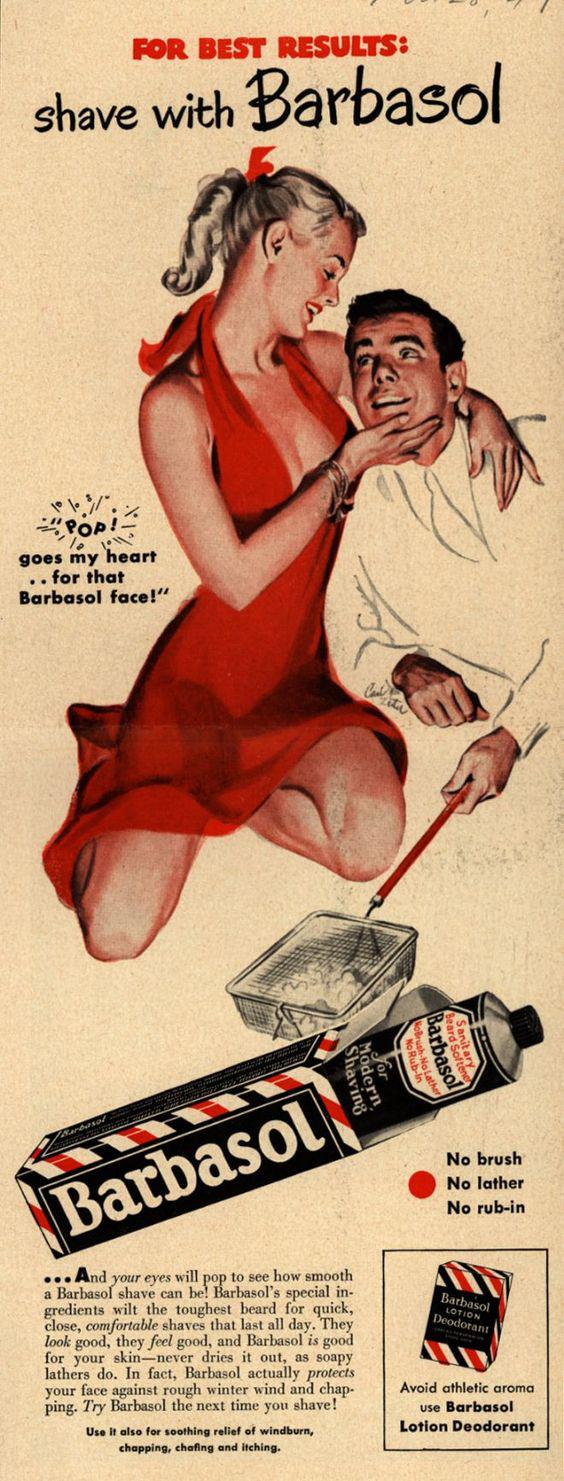 FOR BEST RESULTS:
shave with Barbasol
"POP!
goes my heart
.. for that
Barbasol face!"
Sanitary
Beard Softener
Barbasol
No Brush-No Lather
No Rub-In
for
Modern
Shaving
Barbasol
Barbasol
No brush
No lather
No rub-in
...And your eyes will pop to see how smooth
a Barbasol shave can be! Barbasol's special in-
gredients wilt the toughest beard for quick,
close, comfortable shaves that last all day. They
look good, they feel good, and Barbasol is good
for your skin—never dries it out, as soapy
lathers do. In fact, Barbasol actually protects
your face against rough winter wind and chap-
ping. Try Barbasol the next time you shave!
Use it also for soothing relief of windburn,
chapping, chafing and itching.
Barbasol
LOTION
Deodorant
Avoid athletic aroma
use Barbasol
Lotion Deodorant